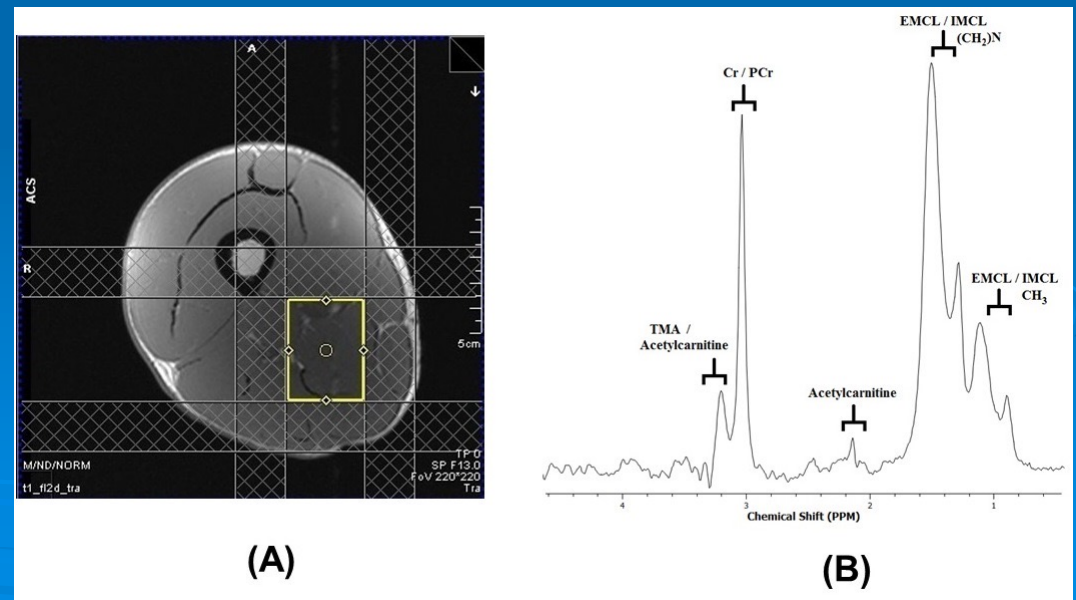 A
ACS
R
5cm
M/ND/NORM
t1_fl2d_tra
TP 0
SP F13.0
FoV 220*220
Tra
(A)
EMCL / IMCL
(CH₂)N
Cr / PCr
EMCL / IMCL
CH₃
TMA /
Acetylcarnitine
Acetylcarnitine
4 3 2 1
Chemical Shift (PPM)
(B)